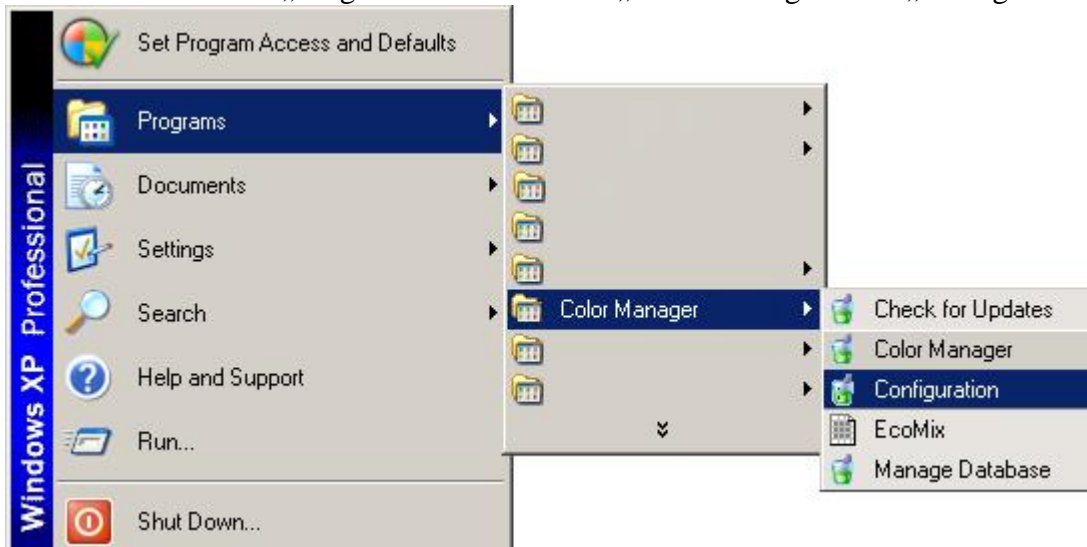 Set Program Access and Defaults
Programs
Documents
Settings
Search
Help and Support
Run...
Shut Down...
Windows XP Professional
Color Manager
Check for Updates
Color Manager
Configuration
EcoMix
Manage Database